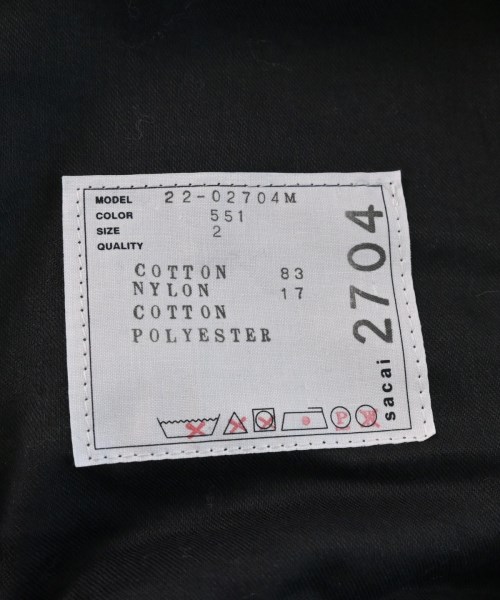 MODEL 22-02704M
COLOR 551
SIZE 2
QUALITY
COTTON 83
NYLON 17
COTTON
POLYESTER
sacai 2704
P